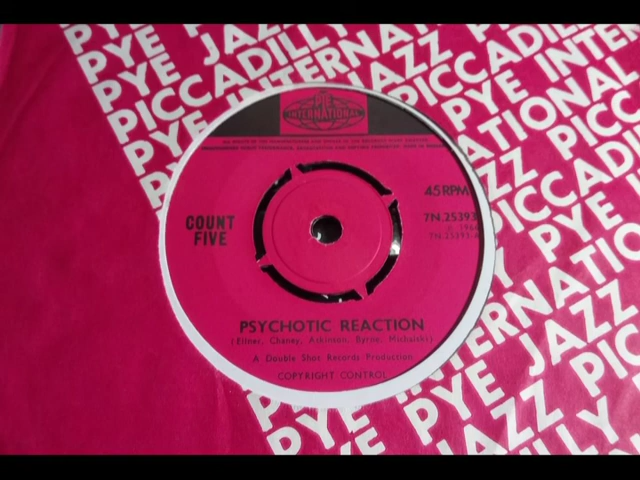 PYE
INTERNATIONAL
45 RPM
7N.25393
COUNT
FIVE
PSYCHOTIC REACTION
(Ellner, Chaney, Atkinson, Byrne, Michalski)
A Double Shot Records Production
COPYRIGHT CONTROL
PYE JAZZ
PICCADILLY
PYE INTERNATIONAL
PYE JAZZ PICCADILLY
PYE INTERNATIONAL
PYE JAZZ PICCADILLY